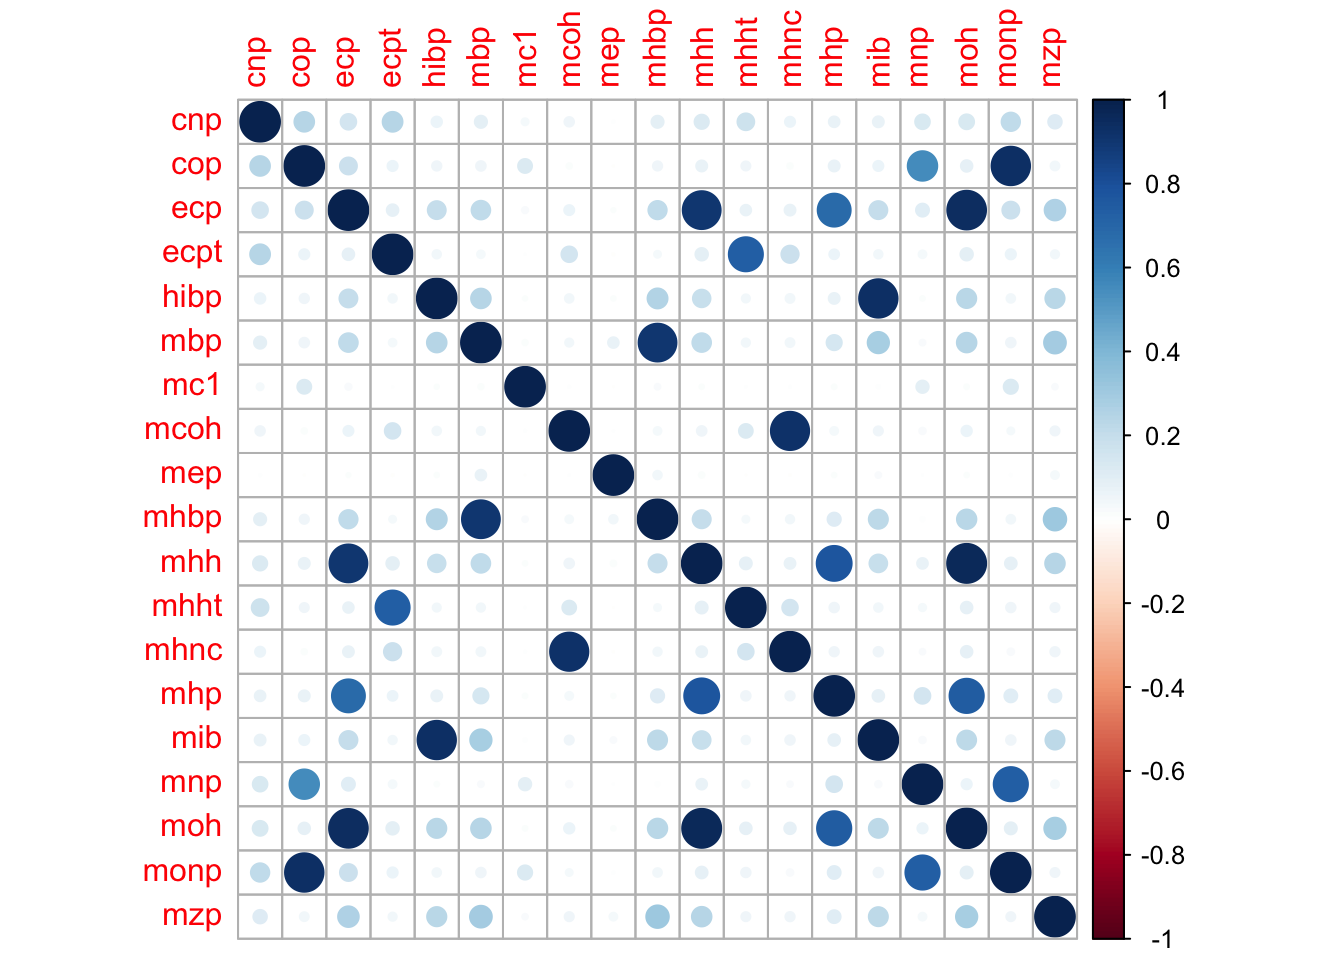 cnp cop ecp ecpt hibp mbp mc1 mcoh mep mhbp mhh mhht mhnc mhp mib mnp moh monp mzp
cnp
cop
ecp
ecpt
hibp
mbp
mc1
mcoh
mep
mhbp
mhh
mhht
mhnc
mhp
mib
mnp
moh
monp
mzp
1
0.8
0.6
0.4
0.2
0
-0.2
-0.4
-0.6
-0.8
-1